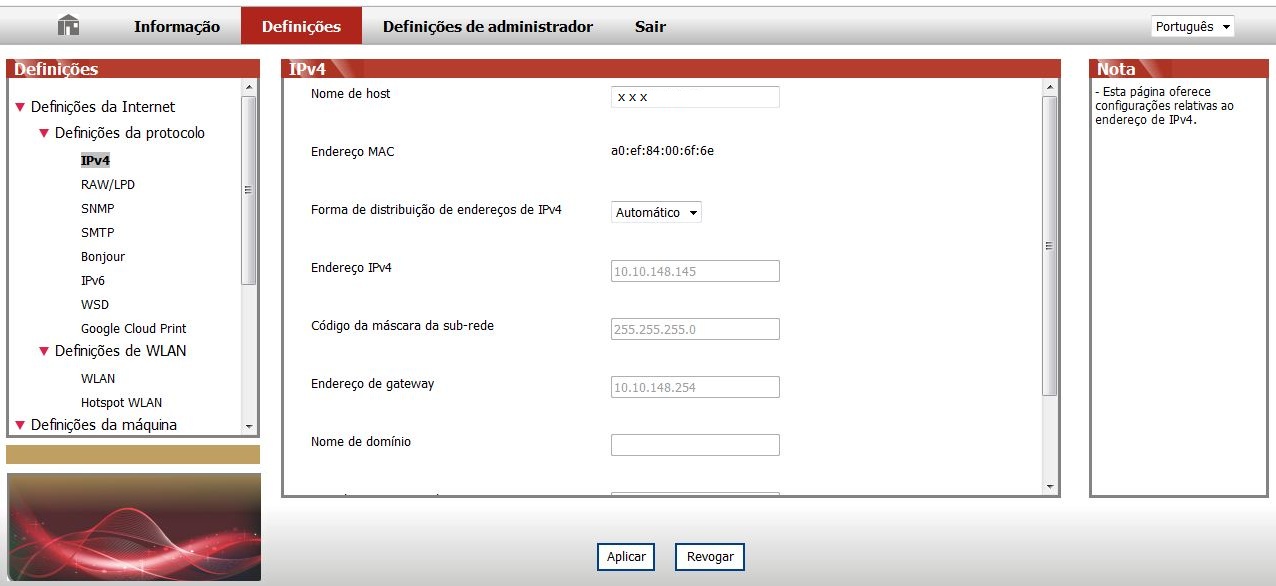 Informação
Definições
Definições de administrador
Sair
Português
Definições
Definições da Internet
Definições da protocolo
IPv4
RAW/LPD
SNMP
SMTP
Bonjour
IPv6
WSD
Google Cloud Print
Definições de WLAN
WLAN
Hotspot WLAN
Definições da máquina
IPv4
Nome de host
x x x
Endereço MAC
a0:ef:84:00:6f:6e
Forma de distribuição de endereços de IPv4
Automático
Endereço IPv4
10.10.148.145
Código da máscara da sub-rede
255.255.255.0
Endereço de gateway
10.10.148.254
Nome de domínio
Aplicar
Revogar
Nota
- Esta página oferece
configurações relativas ao
endereço de IPv4.